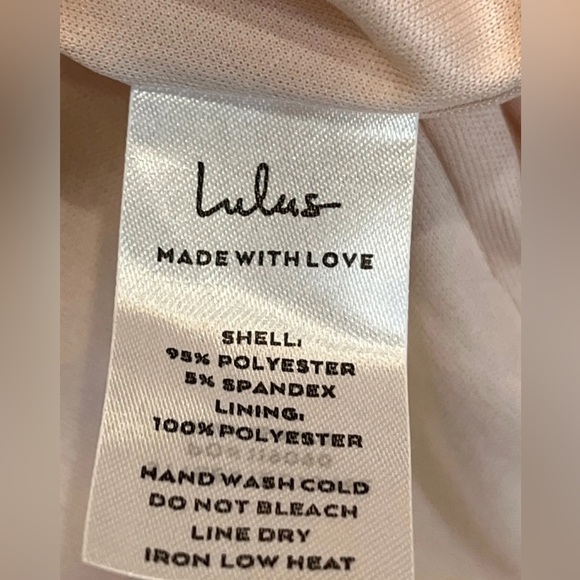 Lulus
MADE WITH LOVE
SHELL:
95% POLYESTER
5% SPANDEX
LINING:
100% POLYESTER
HAND WASH COLD
DO NOT BLEACH
LINE DRY
IRON LOW HEAT